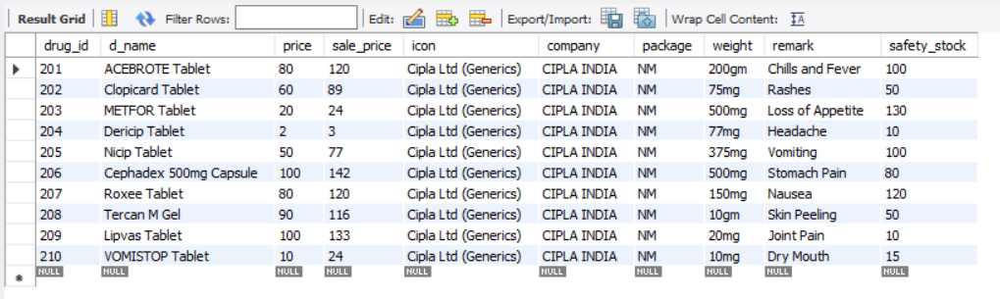 Result Grid Filter Rows: Edit: Export/Import: Wrap Cell Content: IA
drug_id d_name price sale_price icon company package weight remark safety_stock
201 ACEBROTE Tablet 80 120 Cipla Ltd (Generics) CIPLA INDIA NM 200gm Chills and Fever 100
202 Clopicard Tablet 60 89 Cipla Ltd (Generics) CIPLA INDIA NM 75mg Rashes 50
203 METFOR Tablet 20 24 Cipla Ltd (Generics) CIPLA INDIA NM 500mg Loss of Appetite 130
204 Dericip Tablet 2 3 Cipla Ltd (Generics) CIPLA INDIA NM 77mg Headache 10
205 Nicip Tablet 50 77 Cipla Ltd (Generics) CIPLA INDIA NM 375mg Vomiting 100
206 Cephadex 500mg Capsule 100 142 Cipla Ltd (Generics) CIPLA INDIA NM 500mg Stomach Pain 80
207 Roxee Tablet 80 120 Cipla Ltd (Generics) CIPLA INDIA NM 150mg Nausea 120
208 Tercan M Gel 90 116 Cipla Ltd (Generics) CIPLA INDIA NM 10gm Skin Peeling 50
209 Lipvas Tablet 100 133 Cipla Ltd (Generics) CIPLA INDIA NM 20mg Joint Pain 10
210 VOMISTOP Tablet 10 24 Cipla Ltd (Generics) CIPLA INDIA NM 10mg Dry Mouth 15
NULL NULL NULL NULL NULL NULL NULL NULL NULL NULL